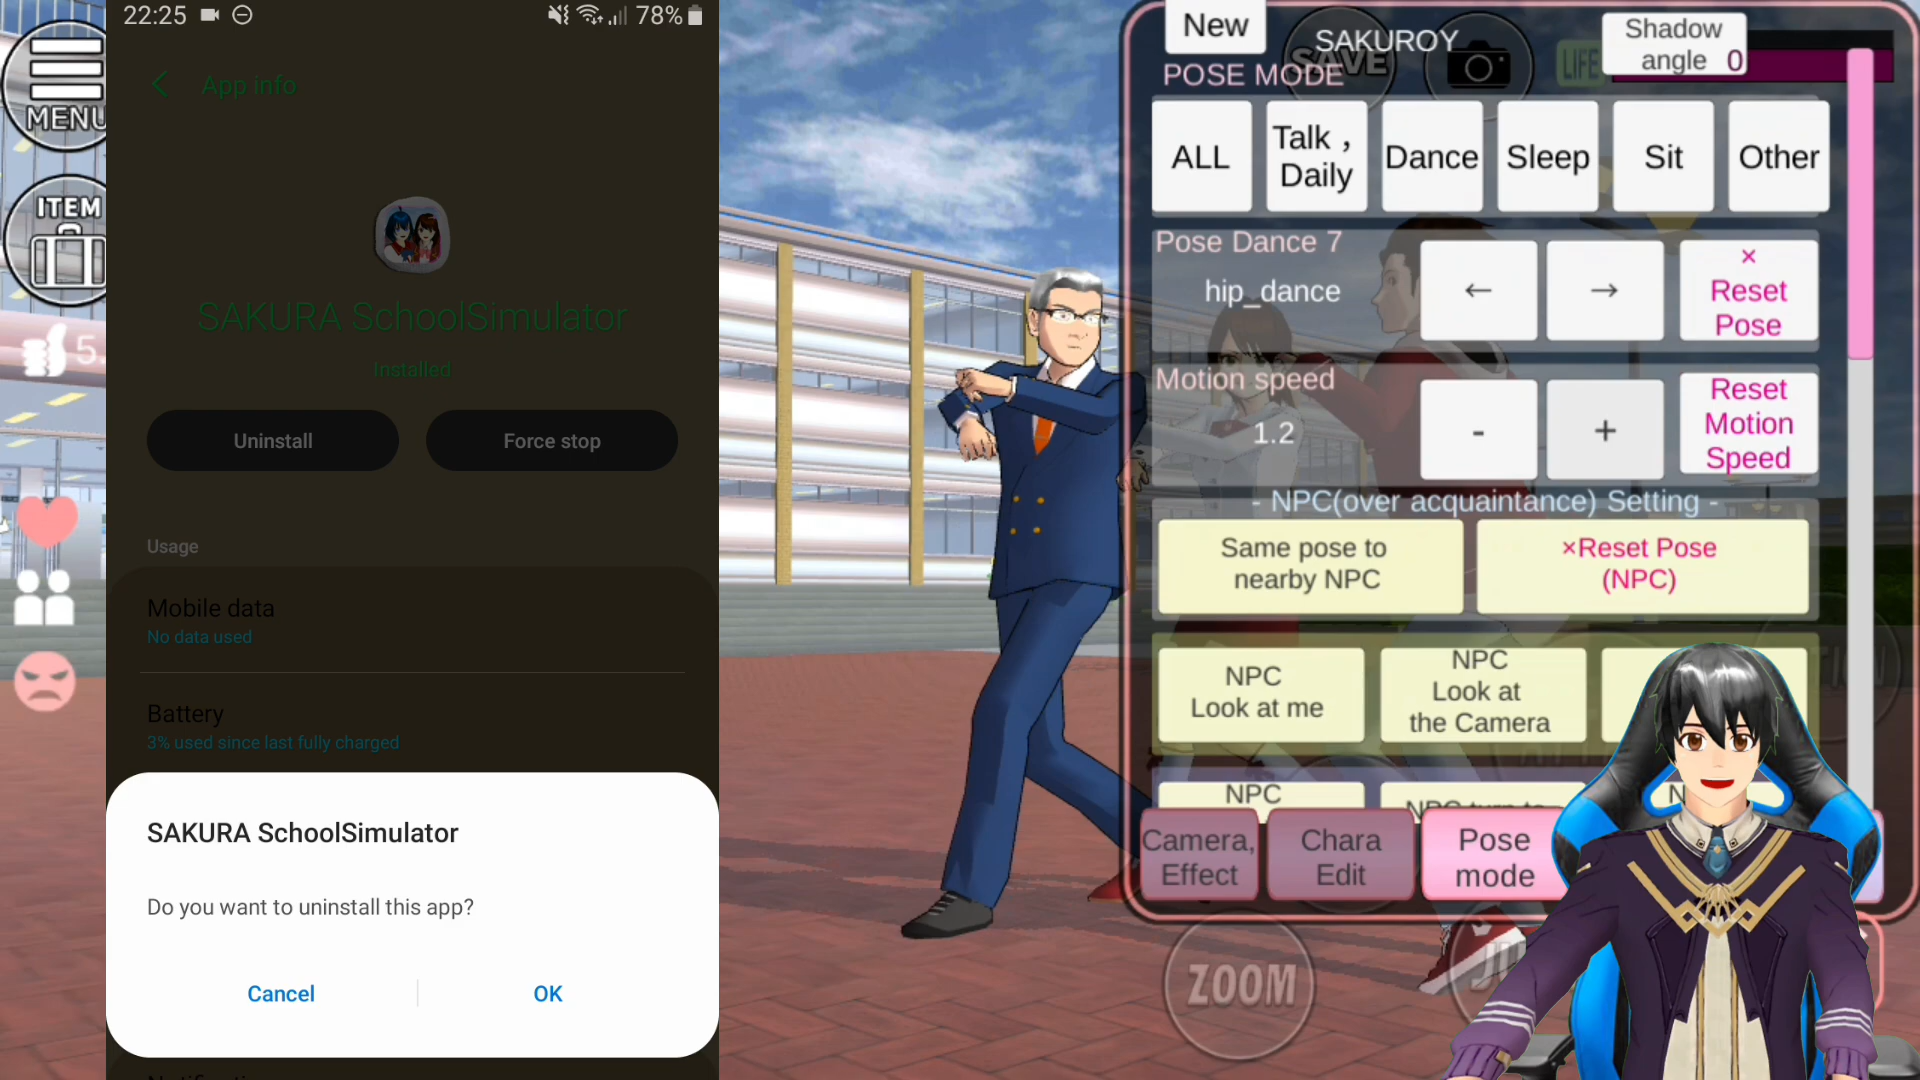 22:25
78%
MENU
ITEM
5.
App info
SAKURA SchoolSimulator
Installed
Uninstall
Force stop
Usage
Mobile data
No data used
Battery
3% used since last fully charged
SAKURA SchoolSimulator
Do you want to uninstall this app?
Cancel
OK
New
SAKUROY
SAVE
LIFE
Shadow
angle 0
POSE MODE
ALL
Talk ,
Daily
Dance
Sleep
Sit
Other
Pose Dance 7
hip_dance
←
→
×
Reset
Pose
Motion speed
1.2
-
+
Reset
Motion
Speed
- NPC(over acquaintance) Setting -
Same pose to
nearby NPC
×Reset Pose
(NPC)
NPC
Look at me
NPC
Look at
the Camera
NPC
Camera,
Effect
Chara
Edit
Pose
mode
ZOOM